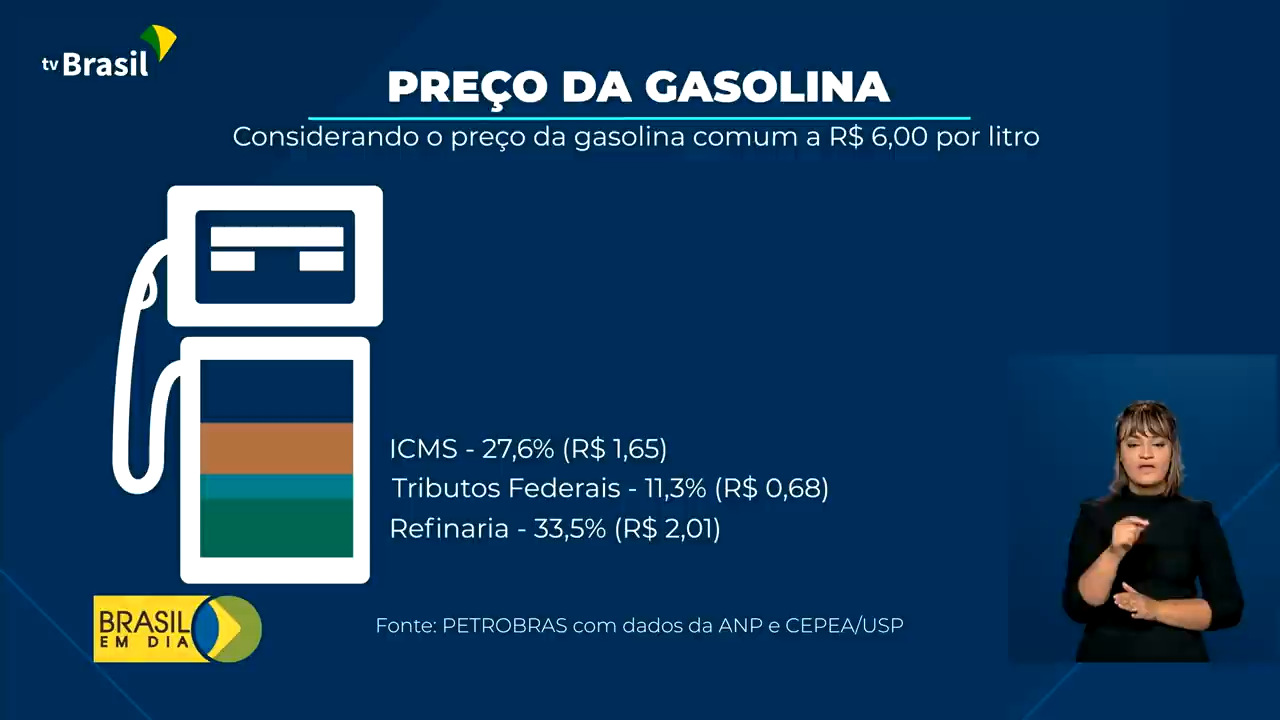 tv Brasil
PREÇO DA GASOLINA
Considerando o preço da gasolina comum a R$ 6,00 por litro
ICMS - 27,6% (R$ 1,65)
Tributos Federais - 11,3% (R$ 0,68)
Refinaria - 33,5% (R$ 2,01)
BRASIL
EM DIA
Fonte: PETROBRAS com dados da ANP e CEPEA/USP